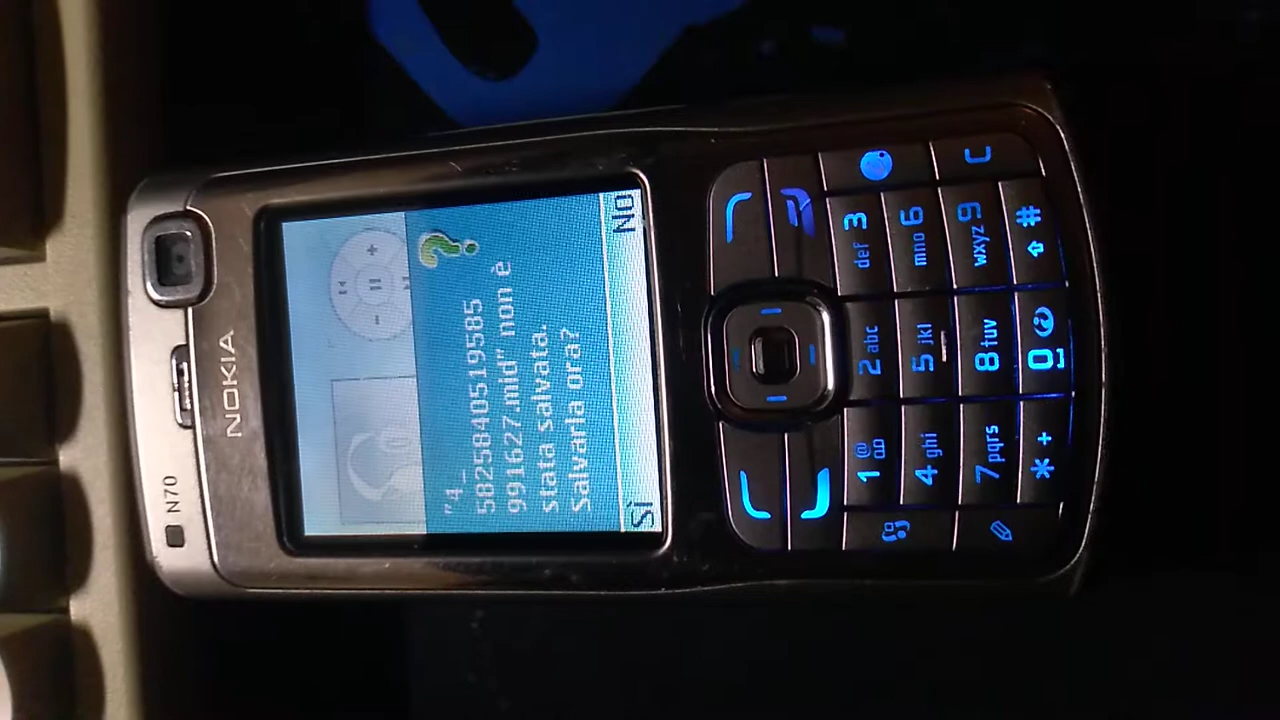 N70
NOKIA
"4_
5825840519585
991627.mid" non è
stata salvata.
Salvarla ora?
Sì No
1 @
2 abc
def 3
4 ghi
5 jkl
mno 6
7 pqrs
8 tuv
wxyz 9
* +
0
#
C